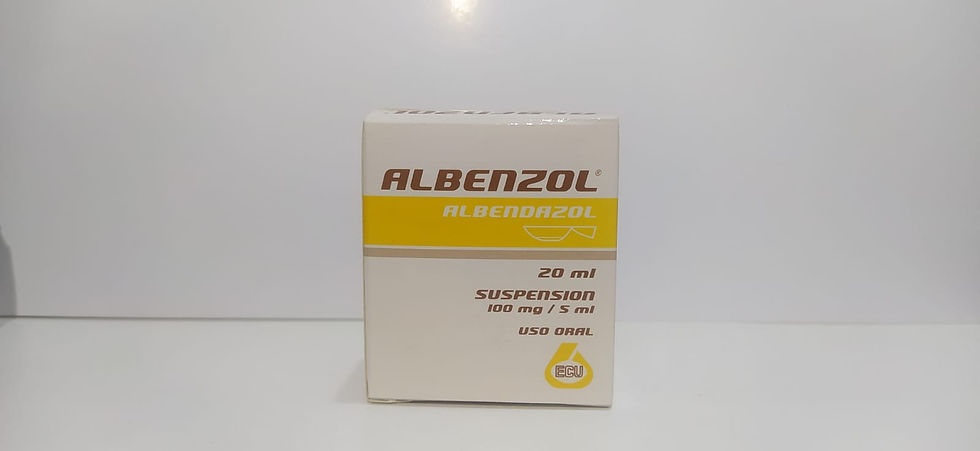 ALBENZOL®
ALBENDAZOL
20 ml
SUSPENSION
100 mg / 5 ml
USO ORAL
ECU